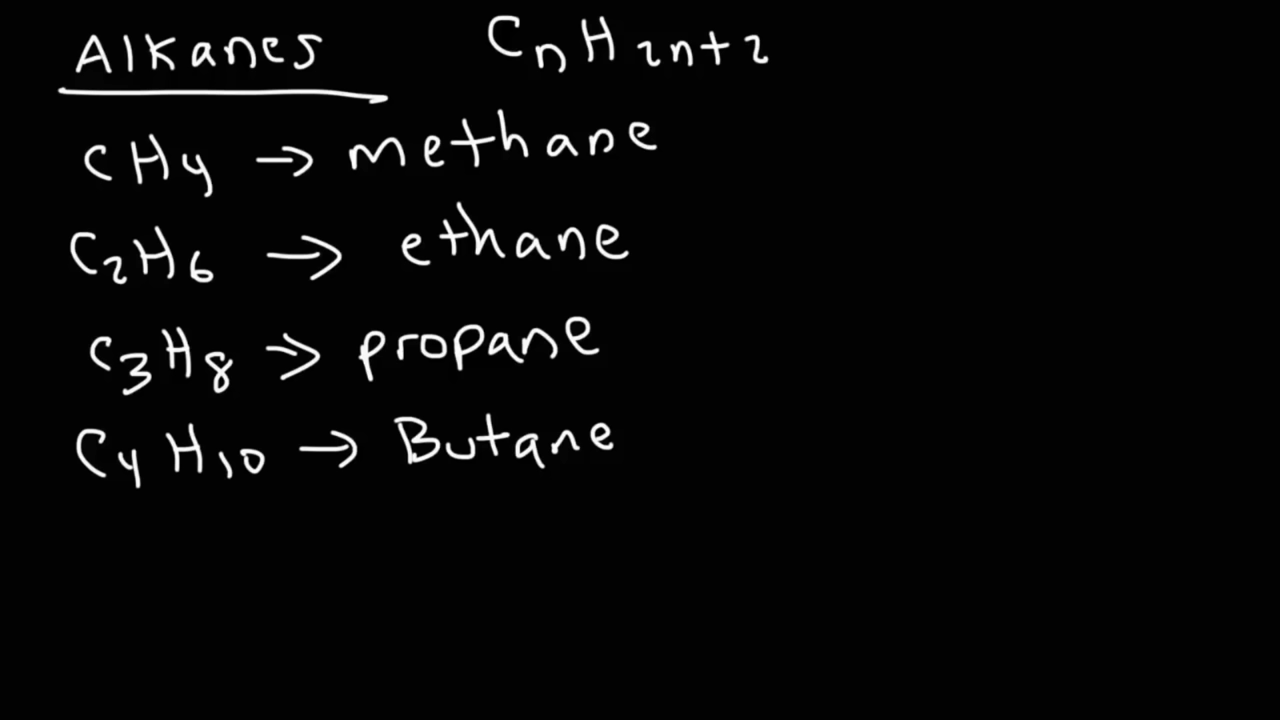 Alkanes CnH2n+2
CH4 → methane
C2H6 → ethane
C3H8 → propane
C4H10 → Butane